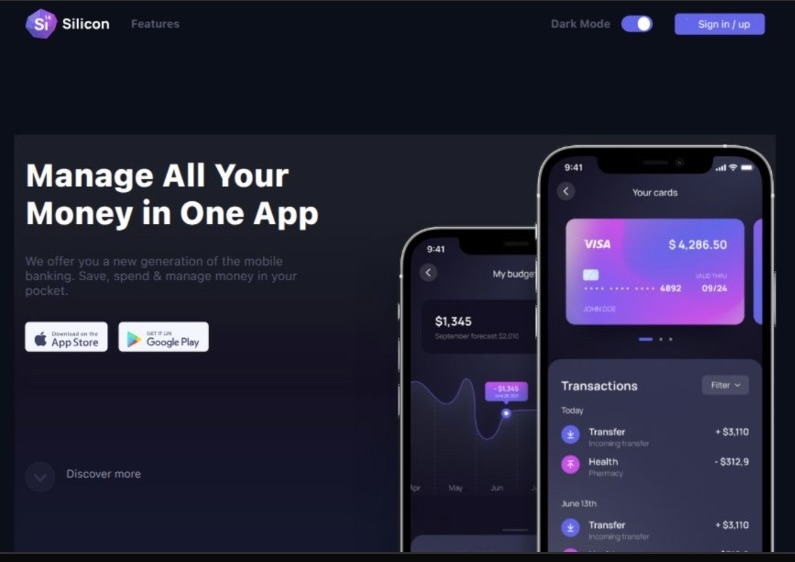 Si 14
Silicon
Features
Dark Mode
Sign in / up
Manage All Your
Money in One App
We offer you a new generation of the mobile
banking. Save, spend & manage money in your
pocket.
Download on the
App Store
GET IT ON
Google Play
Discover more
9:41
My budge
$1,345
September forecast $2,010
- $1,345
May
Jun
9:41
Your cards
VISA
$ 4,286.50
VALID THRU
•••• •••• •••• 4892
09/24
JOHN DOE
Transactions
Filter
Today
Transfer
+ $3,110
Incoming transfer
Health
- $312,9
Pharmacy
June 13th
Transfer
+ $3,110
Incoming transfer